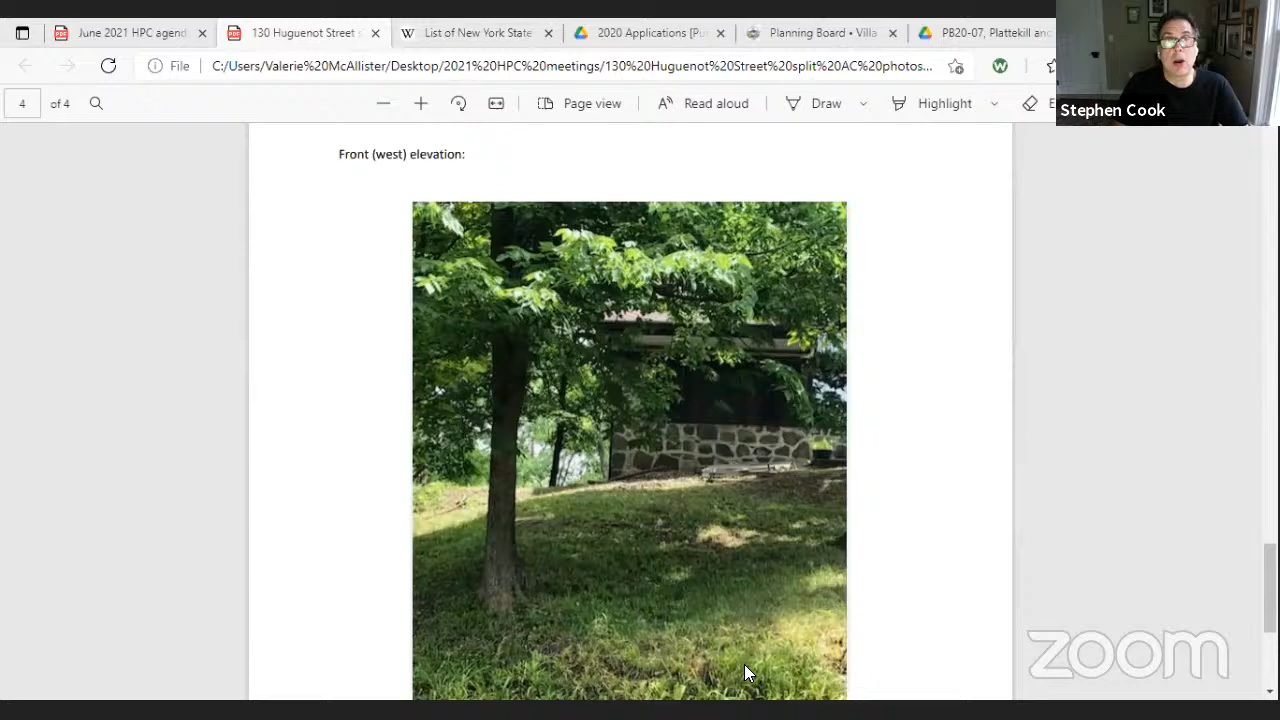 June 2021 HPC agend
130 Huguenot Street s
List of New York State
2020 Applications [Pu
Planning Board • Villa
PB20-07, Plattekill and
File
C:/Users/Valerie%20McAllister/Desktop/2021%20HPC%20meetings/130%20Huguenot%20Street%20split%20AC%20photos...
4 of 4
Page view
Read aloud
Draw
Highlight
E
Stephen Cook
Front (west) elevation:
zoom